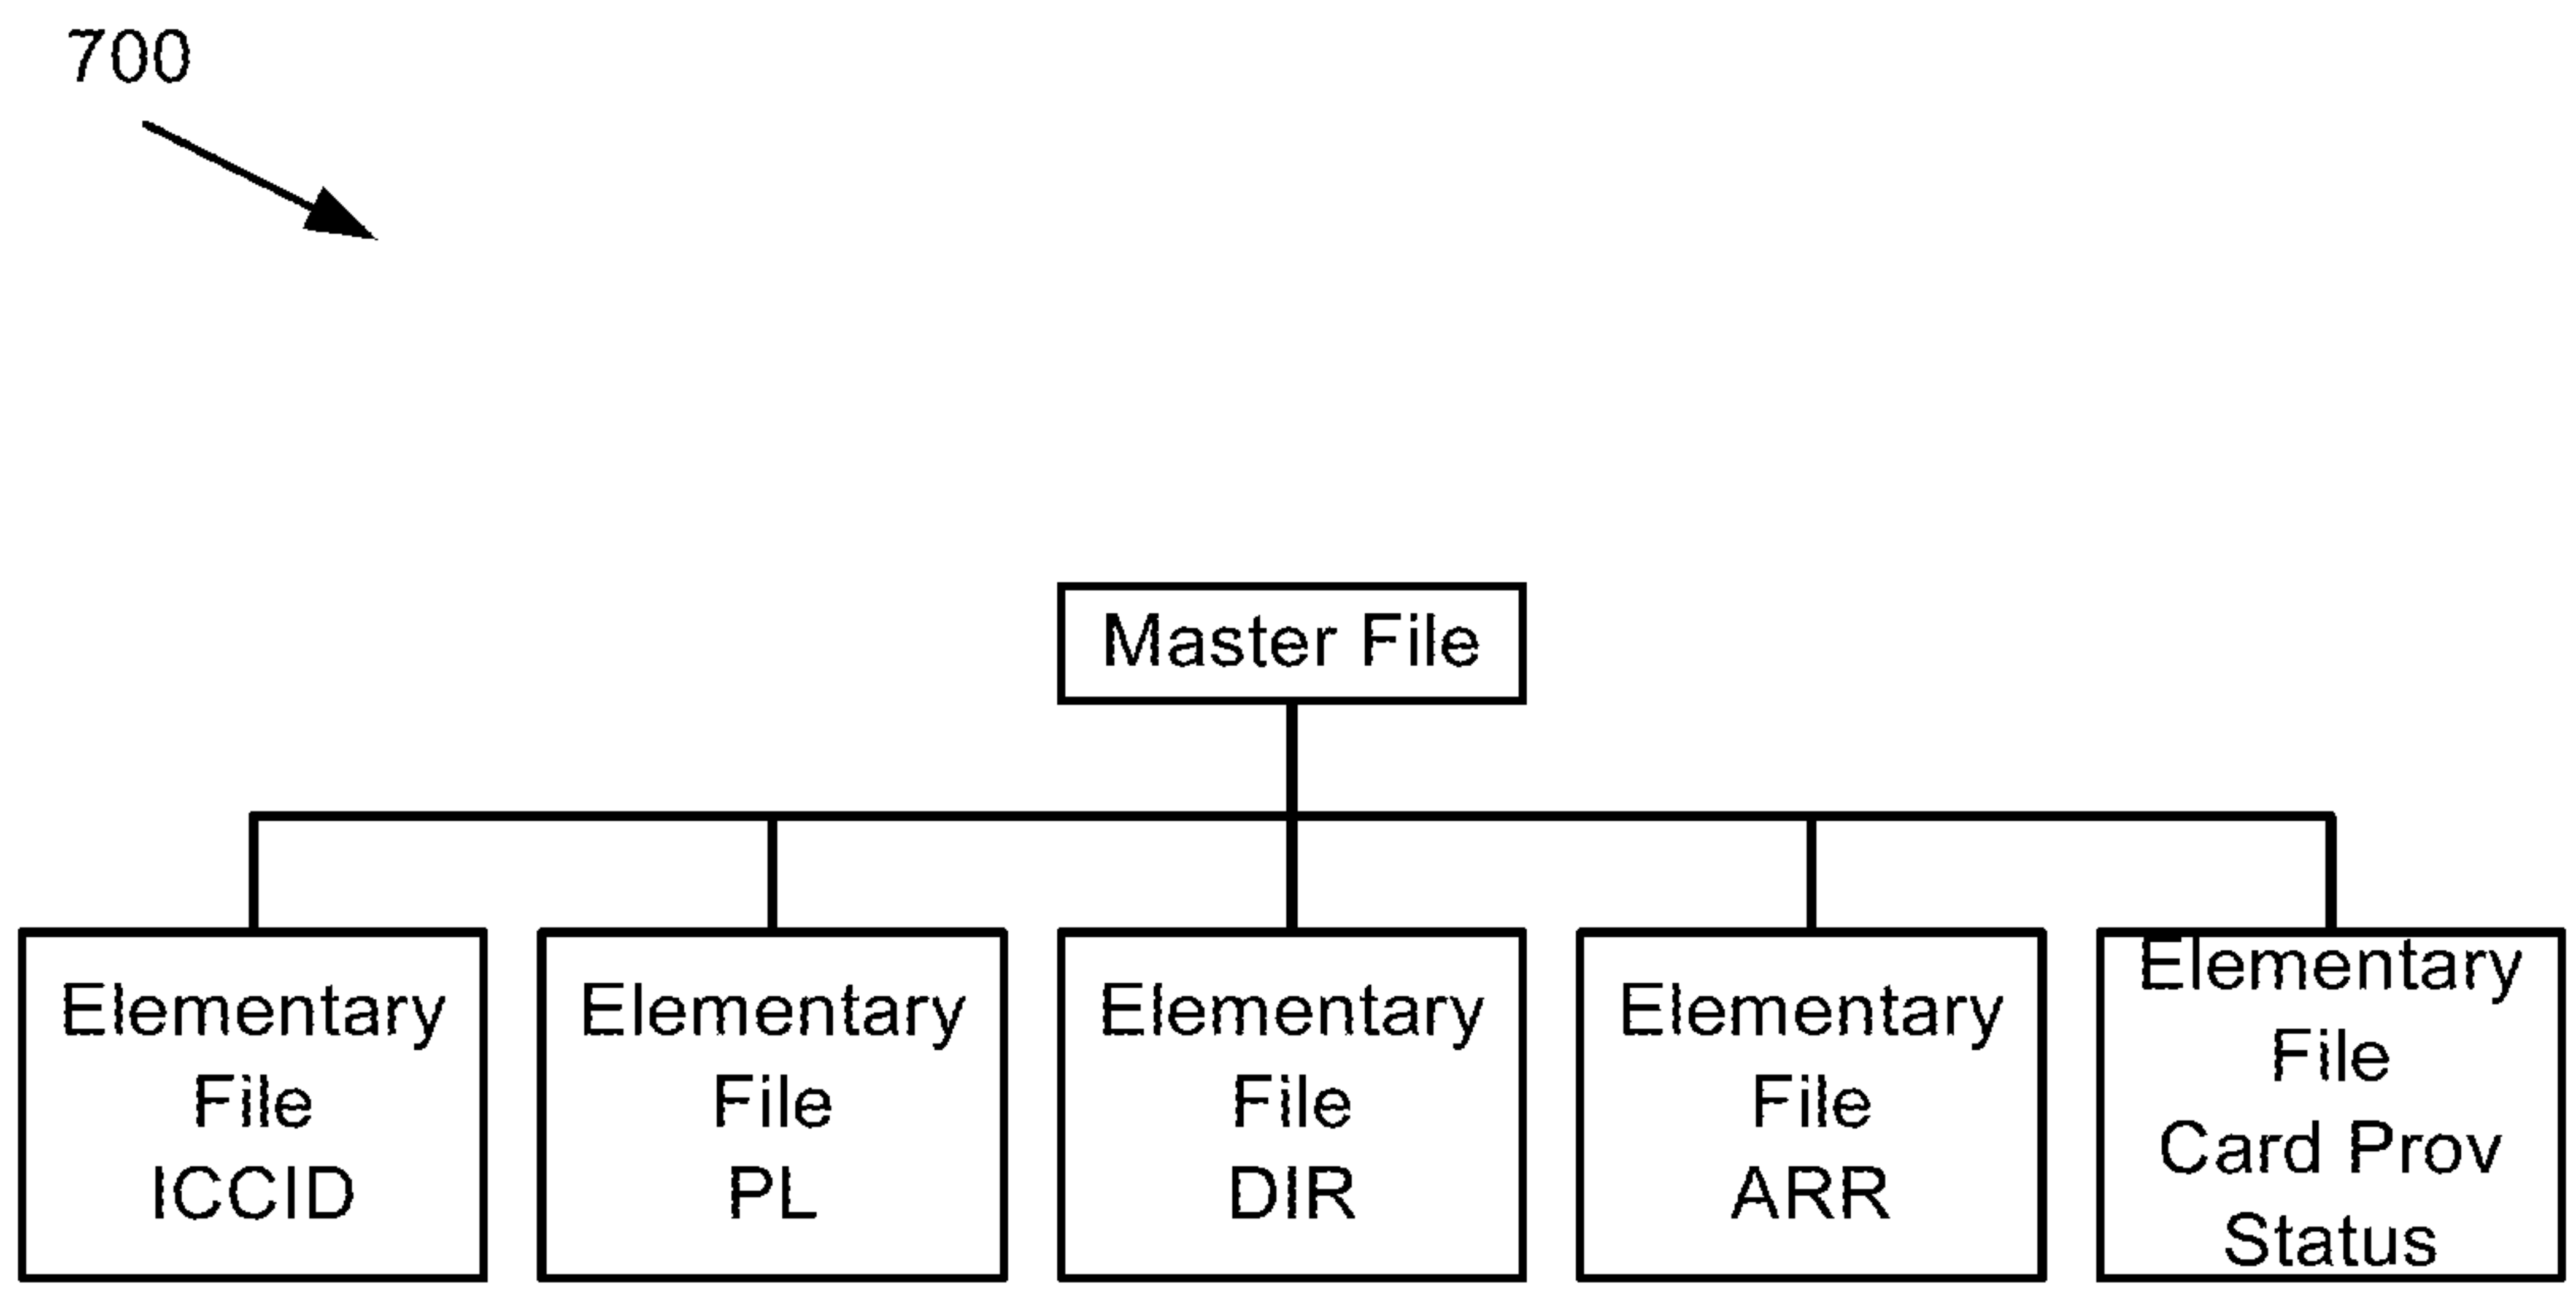 700
Master File
Elementary
File
ICCID
Elementary
File
PL
Elementary
File
DIR
Elementary
File
ARR
Elementary
File
Card Prov
Status